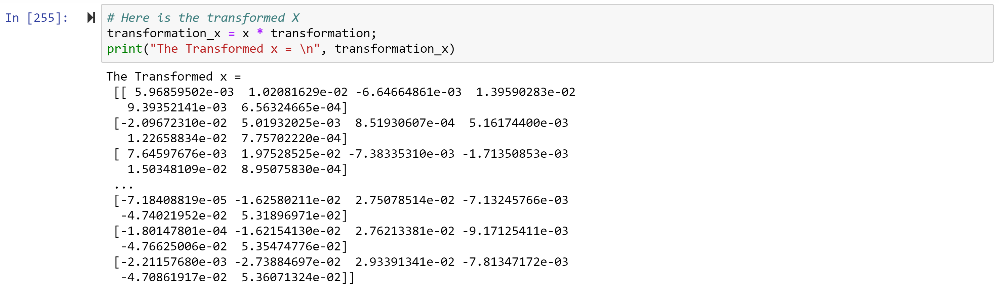 In [255]:
# Here is the transformed X
transformation_x = x * transformation;
print("The Transformed x = \n", transformation_x)
The Transformed x =
[[ 5.96859502e-03  1.02081629e-02 -6.64664861e-03  1.39590283e-02
9.39352141e-03  6.56324665e-04]
[-2.09672310e-02  5.01932025e-03  8.51930607e-04  5.16174400e-03
1.22658834e-02  7.75702220e-04]
[ 7.64597676e-03  1.97528525e-02 -7.38335310e-03 -1.71350853e-03
1.50348109e-02  8.95075830e-04]
...
[-7.18408819e-05 -1.62580211e-02  2.75078514e-02 -7.13245766e-03
-4.74021952e-02  5.31896971e-02]
[-1.80147801e-04 -1.62154130e-02  2.76213381e-02 -9.17125411e-03
-4.76625006e-02  5.35474776e-02]
[-2.21157680e-03 -2.73884697e-02  2.93391341e-02 -7.81347172e-03
-4.70861917e-02  5.36071324e-02]]